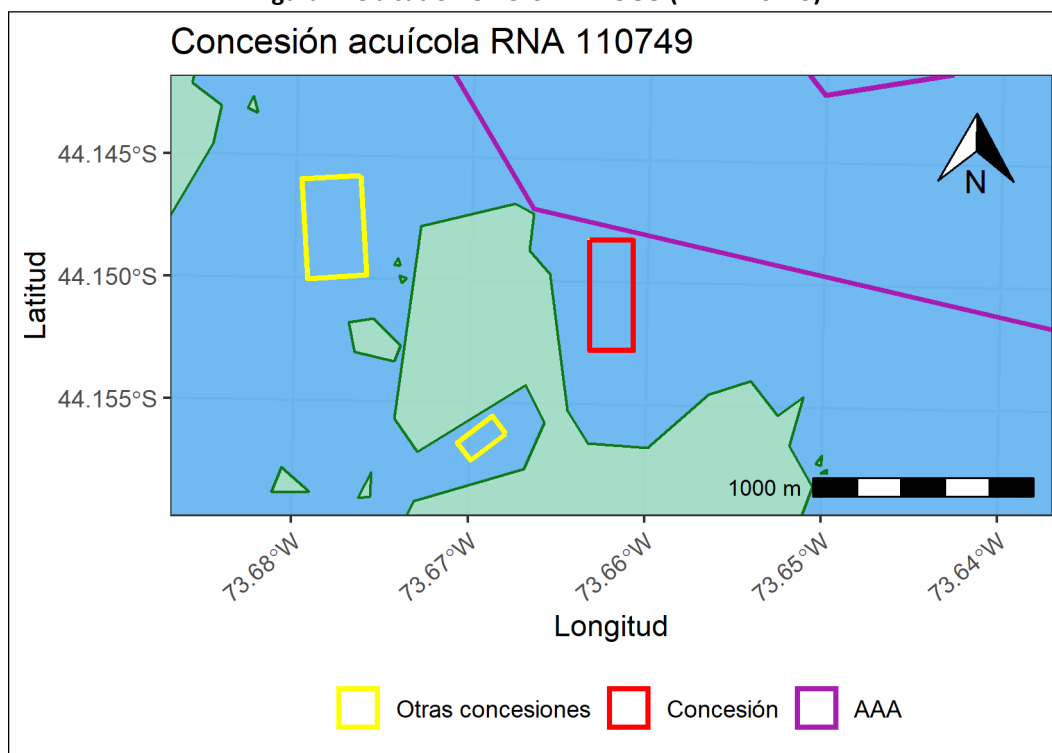 Concesión acuícola RNA 110749
N
44.145°S
44.150°S
44.155°S
Latitud
1000 m
73.68°W
73.67°W
73.66°W
73.65°W
73.64°W
Longitud
Otras concesiones
Concesión
AAA